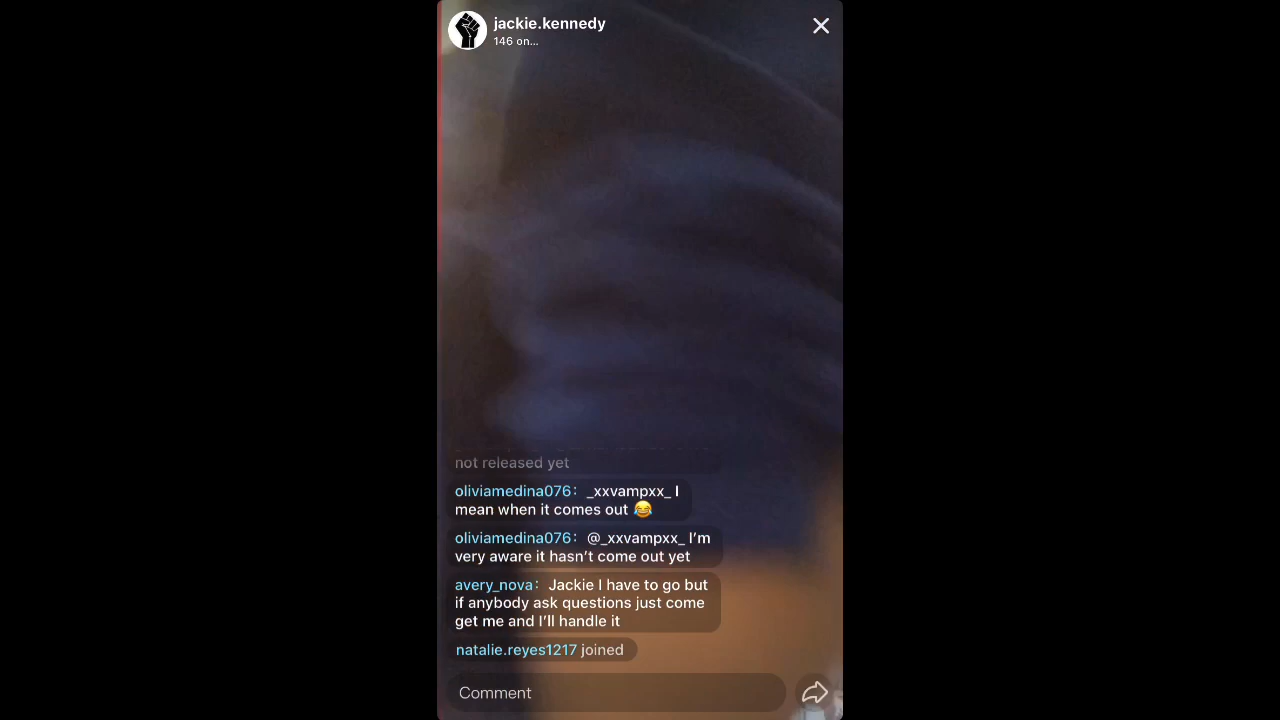 jackie.kennedy
146 on...
not released yet
oliviamedina076: _xxvampxx_ I
mean when it comes out 😂
oliviamedina076: @_xxvampxx_ I’m
very aware it hasn’t come out yet
avery_nova: Jackie I have to go but
if anybody ask questions just come
get me and I’ll handle it
natalie.reyes1217 joined
Comment